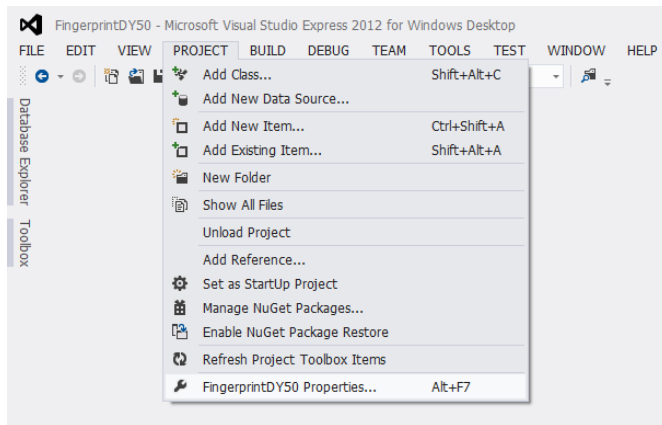 FingerprintDY50 - Microsoft Visual Studio Express 2012 for Windows Desktop
FILE EDIT VIEW PROJECT BUILD DEBUG TEAM TOOLS TEST WINDOW HELP
Add Class... Shift+Alt+C
Add New Data Source...
Add New Item... Ctrl+Shift+A
Add Existing Item... Shift+Alt+A
New Folder
Show All Files
Unload Project
Add Reference...
Set as StartUp Project
Manage NuGet Packages...
Enable NuGet Package Restore
Refresh Project Toolbox Items
FingerprintDY50 Properties... Alt+F7
Database Explorer
Toolbox